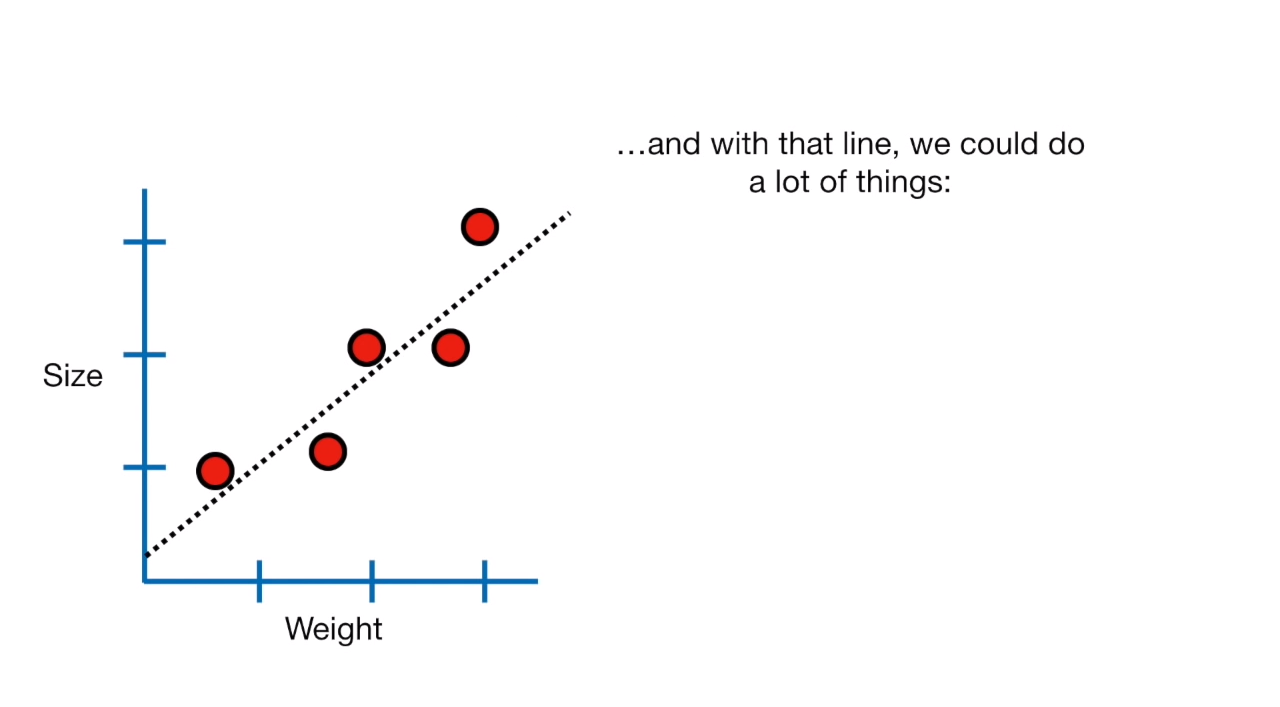 …and with that line, we could do
a lot of things:
Size
Weight